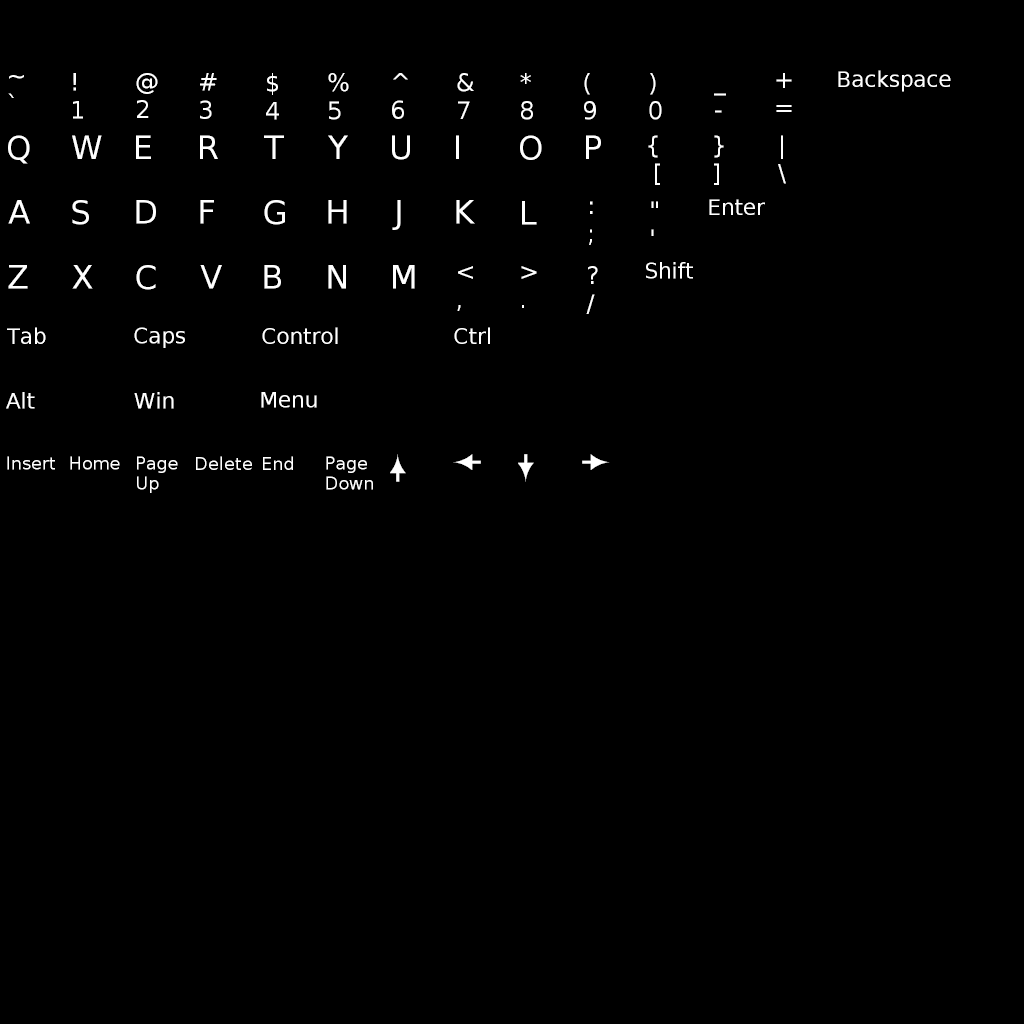 ~ ! @ # $ % ^ & * ( ) _ + Backspace
` 1 2 3 4 5 6 7 8 9 0 - =
Q W E R T Y U I O P { } |
[ ] \
A S D F G H J K L : " Enter
; '
Z X C V B N M < > ? Shift
, . /
Tab Caps Control Ctrl
Alt Win Menu
Insert Home Page Delete End Page
Up Down